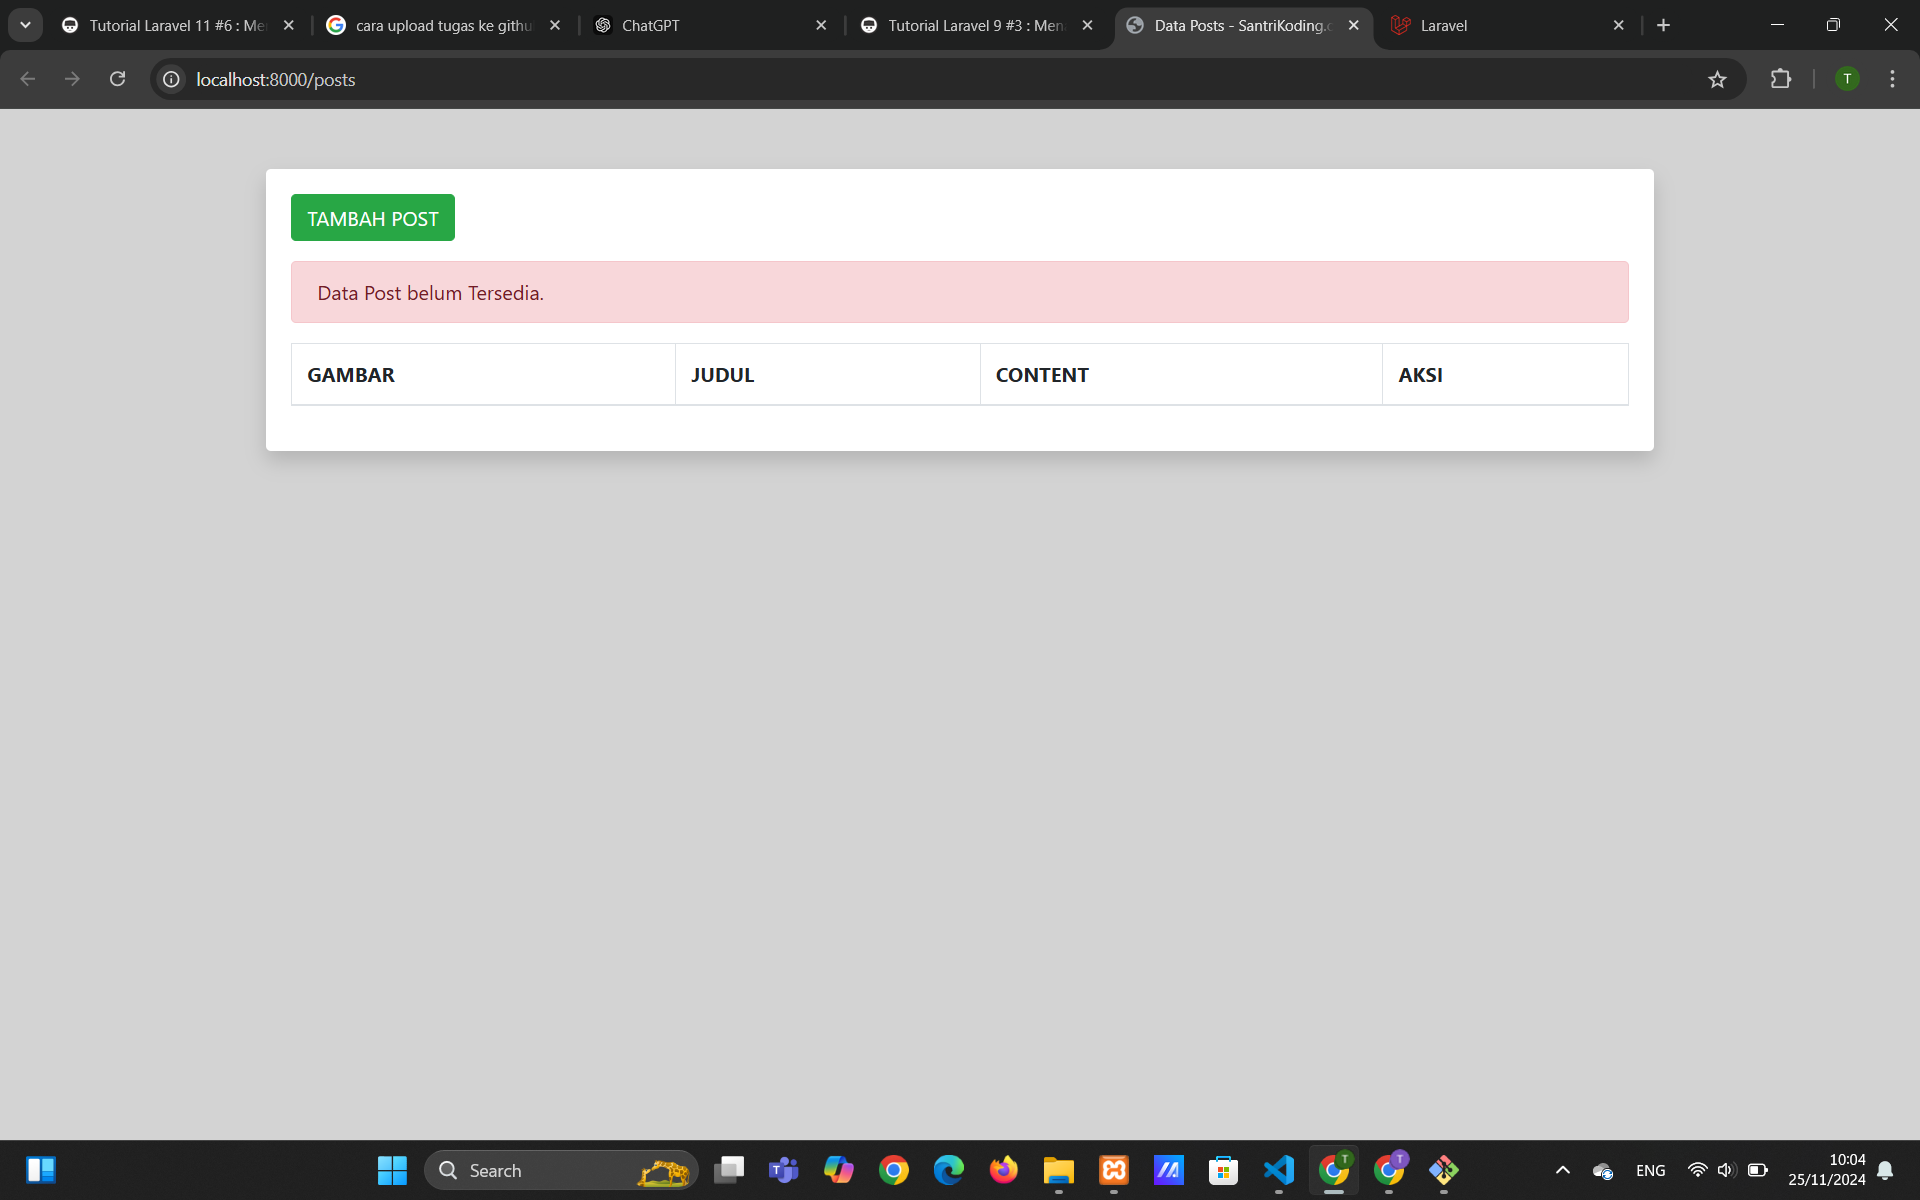 Tutorial Laravel 11 #6 : Me
cara upload tugas ke githu
ChatGPT
Tutorial Laravel 9 #3 : Men
Data Posts - SantriKoding.c
Laravel
localhost:8000/posts
T
TAMBAH POST
Data Post belum Tersedia.
GAMBAR JUDUL CONTENT AKSI
Search
T
T
T
ENG
10:04
25/11/2024